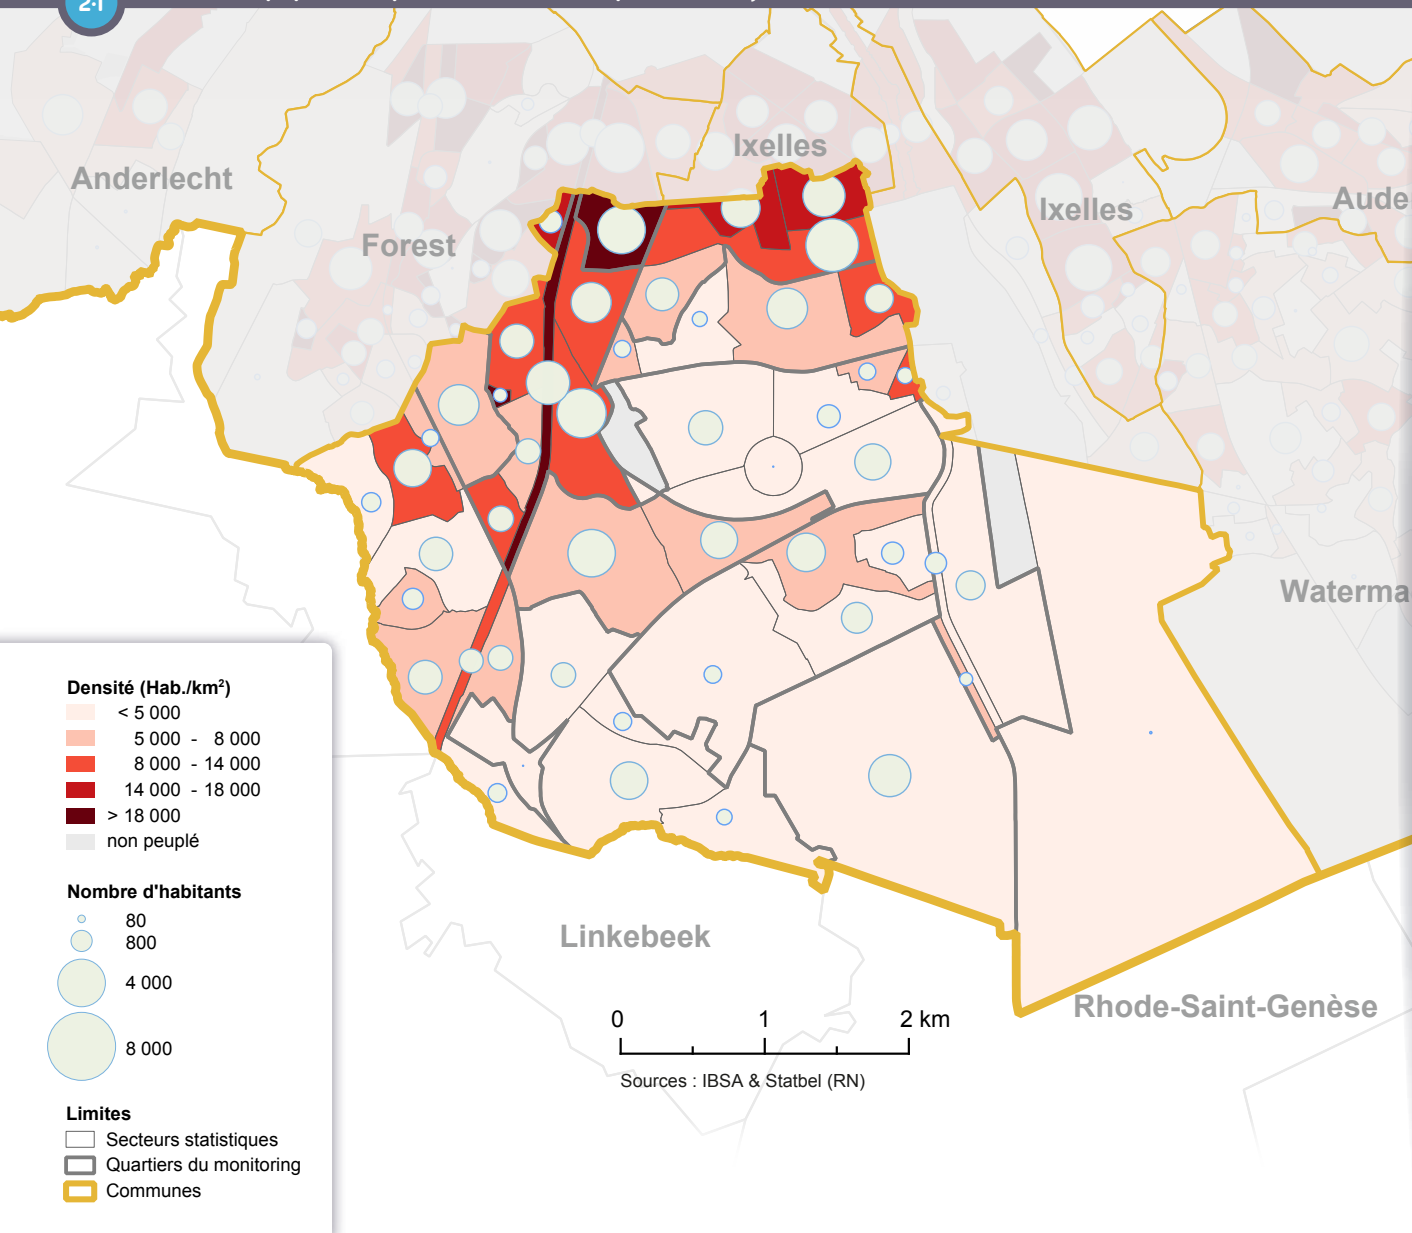 2.1
Ixelles
Anderlecht
Aude
Ixelles
Forest
Waterma
Densité (Hab./km²)
< 5 000
5 000 - 8 000
8 000 - 14 000
14 000 - 18 000
> 18 000
non peuplé
Nombre d'habitants
80
800
4 000
8 000
Linkebeek
Rhode-Saint-Genèse
0 1 2 km
Sources : IBSA & Statbel (RN)
Limites
Secteurs statistiques
Quartiers du monitoring
Communes